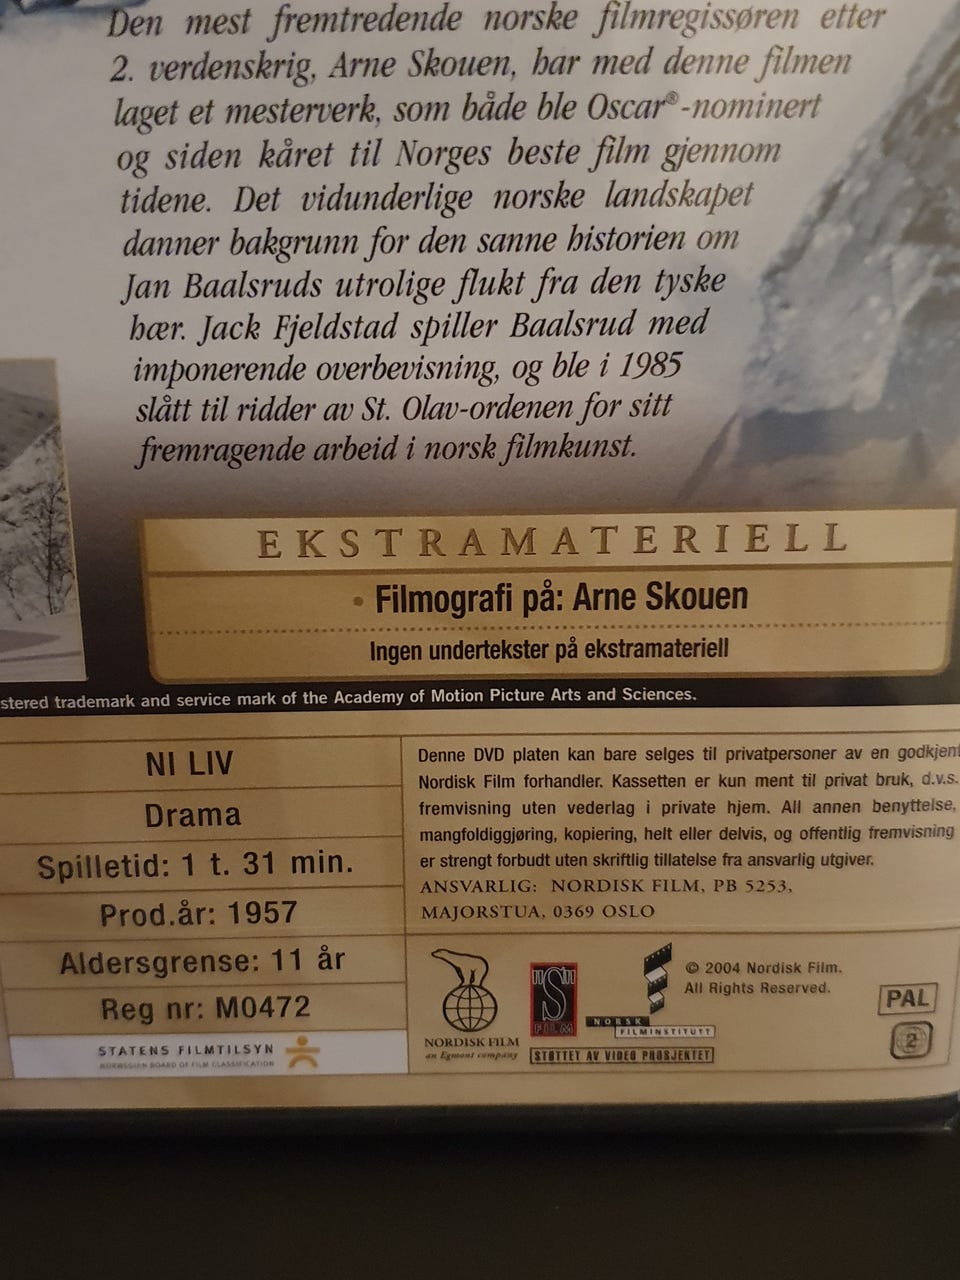 Den mest fremtredende norske filmregissøren etter
2. verdenskrig, Arne Skouen, har med denne filmen
laget et mesterverk, som både ble Oscar®-nominert
og siden kåret til Norges beste film gjennom
tidene. Det vidunderlige norske landskapet
danner bakgrunn for den sanne historien om
Jan Baalsruds utrolige flukt fra den tyske
hær. Jack Fjeldstad spiller Baalsrud med
imponerende overbevisning, og ble i 1985
slått til ridder av St. Olav-ordenen for sitt
fremragende arbeid i norsk filmkunst.
EKSTRAMATERIELL
• Filmografi på: Arne Skouen
Ingen undertekster på ekstramateriell
stered trademark and service mark of the Academy of Motion Picture Arts and Sciences.
NI LIV
Drama
Spilletid: 1 t. 31 min.
Prod.år: 1957
Aldersgrense: 11 år
Reg nr: M0472
STATENS FILMTILSYN
NORWEGIAN BOARD OF FILM CLASSIFICATION
Denne DVD platen kan bare selges til privatpersoner av en godkjent
Nordisk Film forhandler. Kassetten er kun ment til privat bruk, d.v.s.
fremvisning uten vederlag i private hjem. All annen benyttelse,
mangfoldiggjøring, kopiering, helt eller delvis, og offentlig fremvisning
er strengt forbudt uten skriftlig tillatelse fra ansvarlig utgiver.
ANSVARLIG: NORDISK FILM, PB 5253,
MAJORSTUA, 0369 OSLO
NORDISK FILM
an Egmont company
FILM
NORSK
FILMINSTITUTT
STØTTET AV VIDEO PROSJEKTET
© 2004 Nordisk Film.
All Rights Reserved.
PAL
2